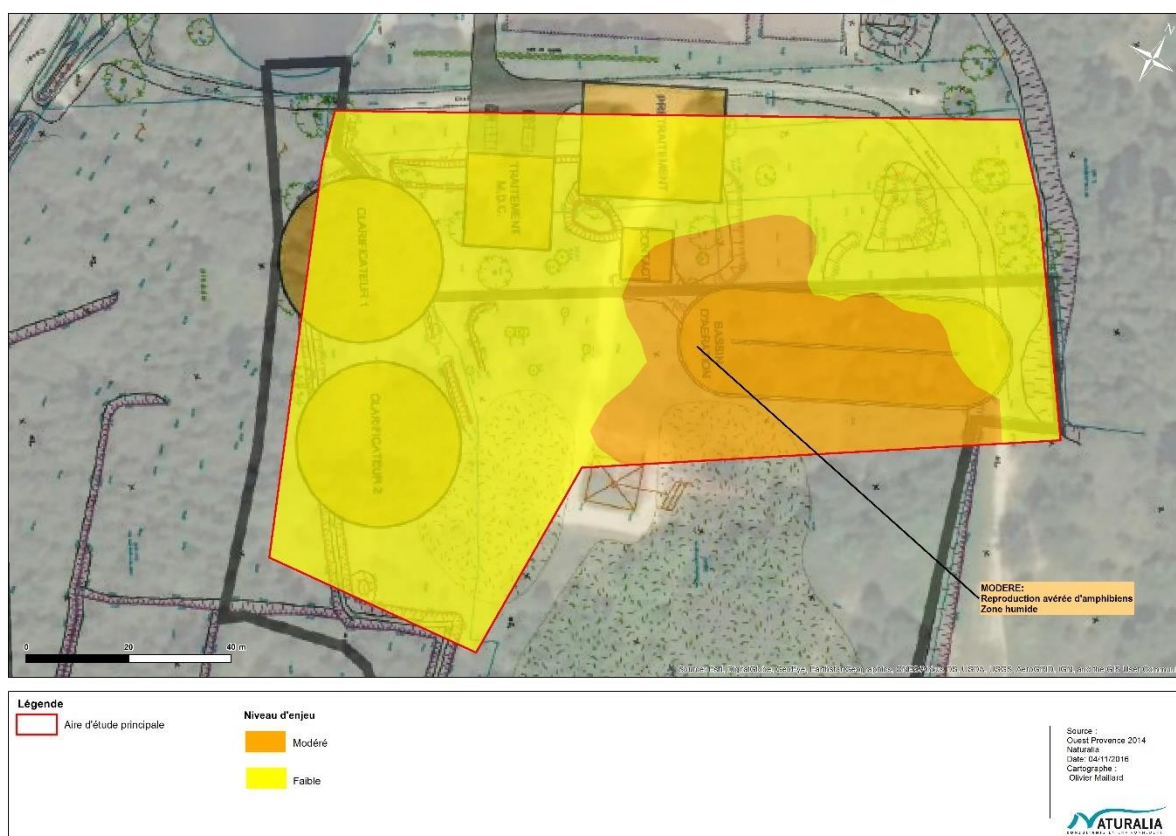 N
PRETRAITEMENT
TRAITEMENT
M.D.C.
CLARIFICATEUR 1
BASSIN
D'AERATION
CLARIFICATEUR 2
MODERE:
Reproduction avérée d'amphibiens
Zone humide
0 20 40 m
Légende
Aire d'étude principale
Niveau d'enjeu
Modéré
Faible
Source :
Ouest Provence 2014
Naturalia
Date: 04/11/2016
Cartographe :
Olivier Maillard
NATURALIA